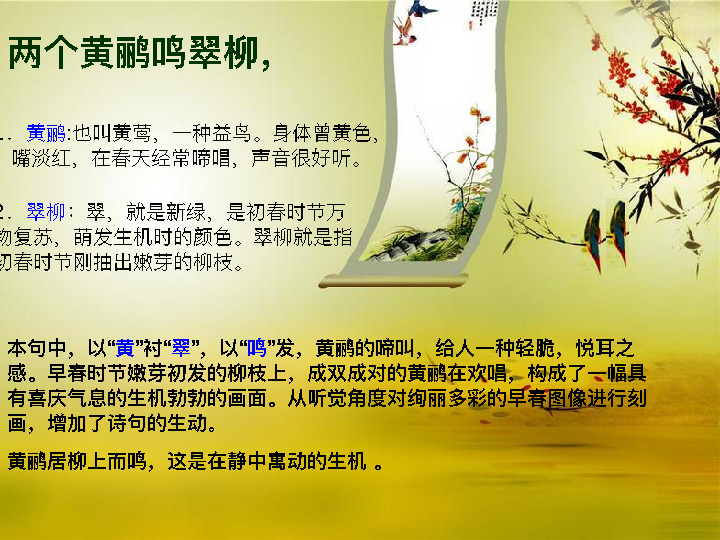 两个黄鹂鸣翠柳，
1．黄鹂:也叫黄莺，一种益鸟。身体曾黄色，
嘴淡红，在春天经常啼唱，声音很好听。
2．翠柳：翠，就是新绿，是初春时节万
物复苏，萌发生机时的颜色。翠柳就是指
初春时节刚抽出嫩芽的柳枝。
本句中，以“黄”衬“翠”，以“鸣”发，黄鹂的啼叫，给人一种轻脆，悦耳之
感。早春时节嫩芽初发的柳枝上，成双成对的黄鹂在欢唱，构成了一幅具
有喜庆气息的生机勃勃的画面。从听觉角度对绚丽多彩的早春图像进行刻
画，增加了诗句的生动。
黄鹂居柳上而鸣，这是在静中寓动的生机 。